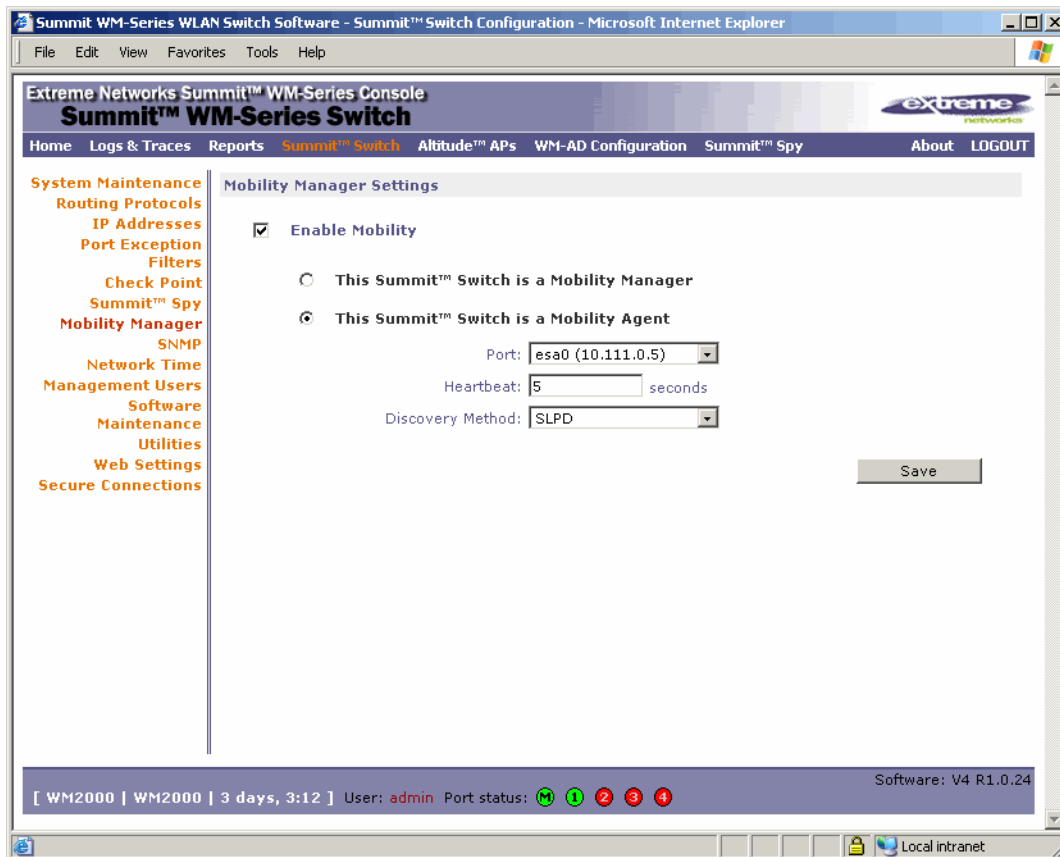 Summit WM-Series WLAN Switch Software - Summit™ Switch Configuration - Microsoft Internet Explorer
File Edit View Favorites Tools Help
Extreme Networks Summit™ WM-Series Console
Summit™ WM-Series Switch
extreme
networks
Home Logs & Traces Reports Summit™ Switch Altitude™ APs WM-AD Configuration Summit™ Spy About LOGOUT
System Maintenance
Routing Protocols
IP Addresses
Port Exception
Filters
Check Point
Summit™ Spy
Mobility Manager
SNMP
Network Time
Management Users
Software
Maintenance
Utilities
Web Settings
Secure Connections
Mobility Manager Settings
Enable Mobility
This Summit™ Switch is a Mobility Manager
This Summit™ Switch is a Mobility Agent
Port: esa0 (10.111.0.5)
Heartbeat: 5 seconds
Discovery Method: SLPD
Save
Software: V4 R1.0.24
[ WM2000 | WM2000 | 3 days, 3:12 ] User: admin Port status: M 1 2 3 4
Local intranet